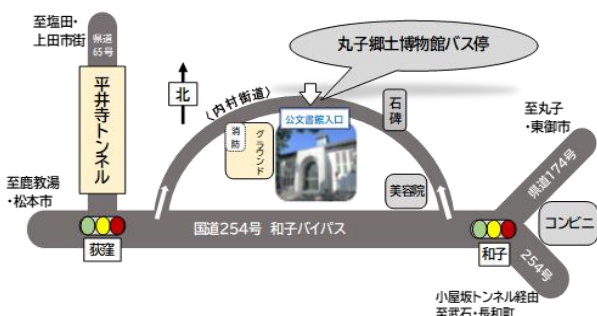 至塩田・
上田市街
県道
65号
平井寺トンネル
北
〈内村街道〉
丸子郷土博物館バス停
公文書館入口
消防
グラウンド
石碑
美容院
至丸子
・東御市
県道174号
コンビニ
至鹿教湯
・松本市
国道254号 和子バイパス
荻窪
和子
254号
小屋坂トンネル経由
至武石・長和町